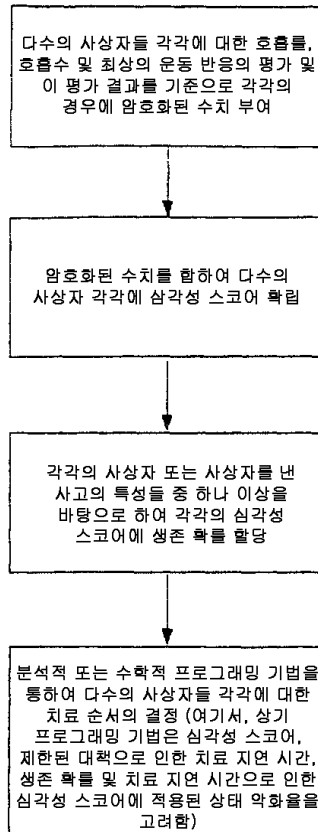 다수의 사상자들 각각에 대한 호흡률,
호흡수 및 최상의 운동 반응의 평가 및
이 평가 결과를 기준으로 각각의
경우에 암호화된 수치 부여
암호화된 수치를 합하여 다수의
사상자 각각에 삼각성 스코어 확립
각각의 사상자 또는 사상자를 낸
사고의 특성들 중 하나 이상을
바탕으로 하여 각각의 심각성
스코어에 생존 확률 할당
분석적 또는 수학적 프로그래밍 기법을
통하여 다수의 사상자들 각각에 대한
치료 순서의 결정 (여기서, 상기
프로그래밍 기법은 심각성 스코어,
제한된 대책으로 인한 치료 지연 시간,
생존 확률 및 치료 지연 시간으로 인한
심각성 스코어에 적용된 상태 악화율을
고려함)